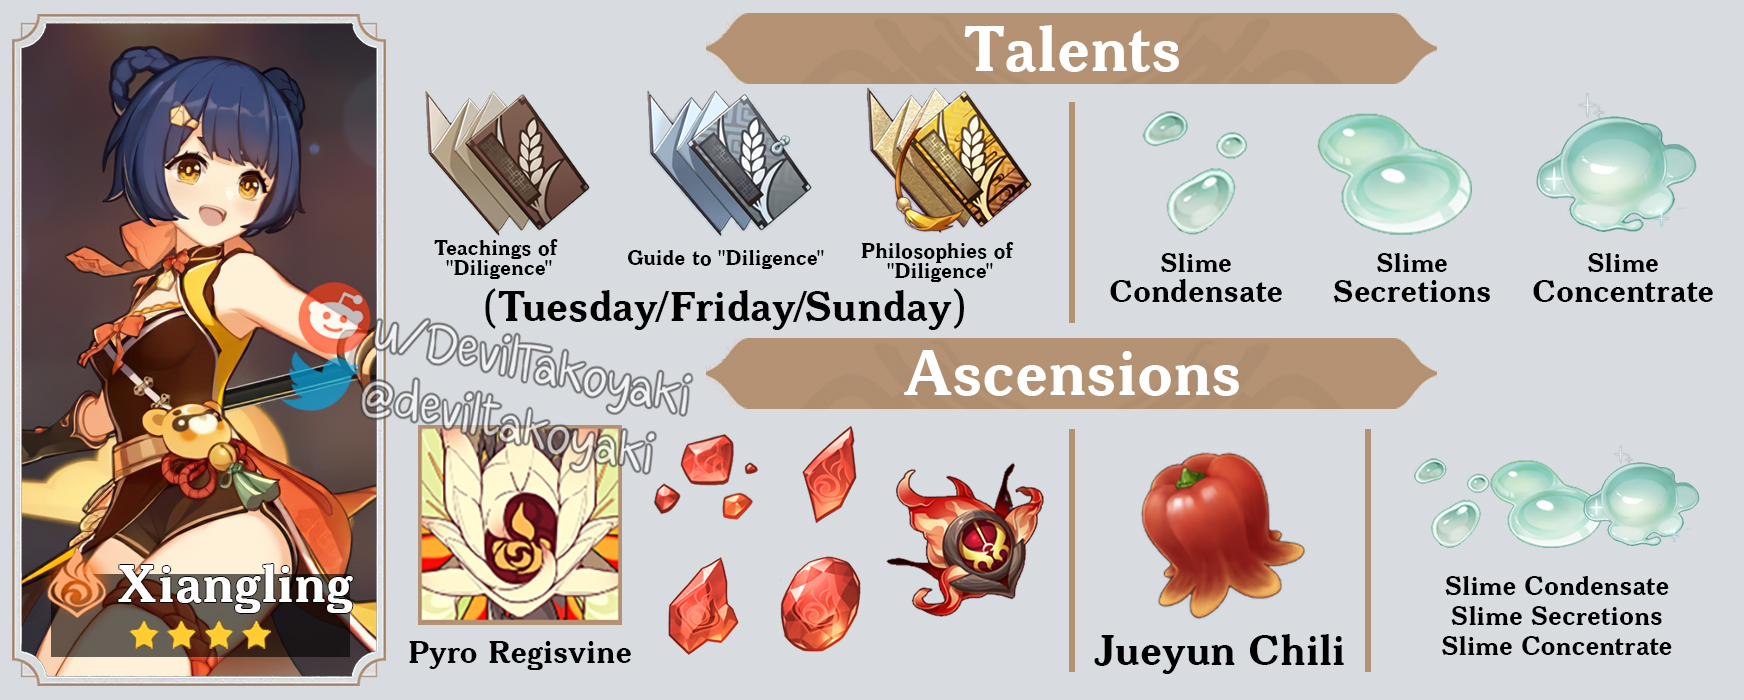 Talents
Teachings of
"Diligence"
Guide to "Diligence"
Philosophies of
"Diligence"
(Tuesday/Friday/Sunday)
Slime
Condensate
Slime
Secretions
Slime
Concentrate
u/DevilTakoyaki
@deviltakoyaki
Ascensions
Xiangling
Pyro Regisvine
Jueyun Chili
Slime Condensate
Slime Secretions
Slime Concentrate